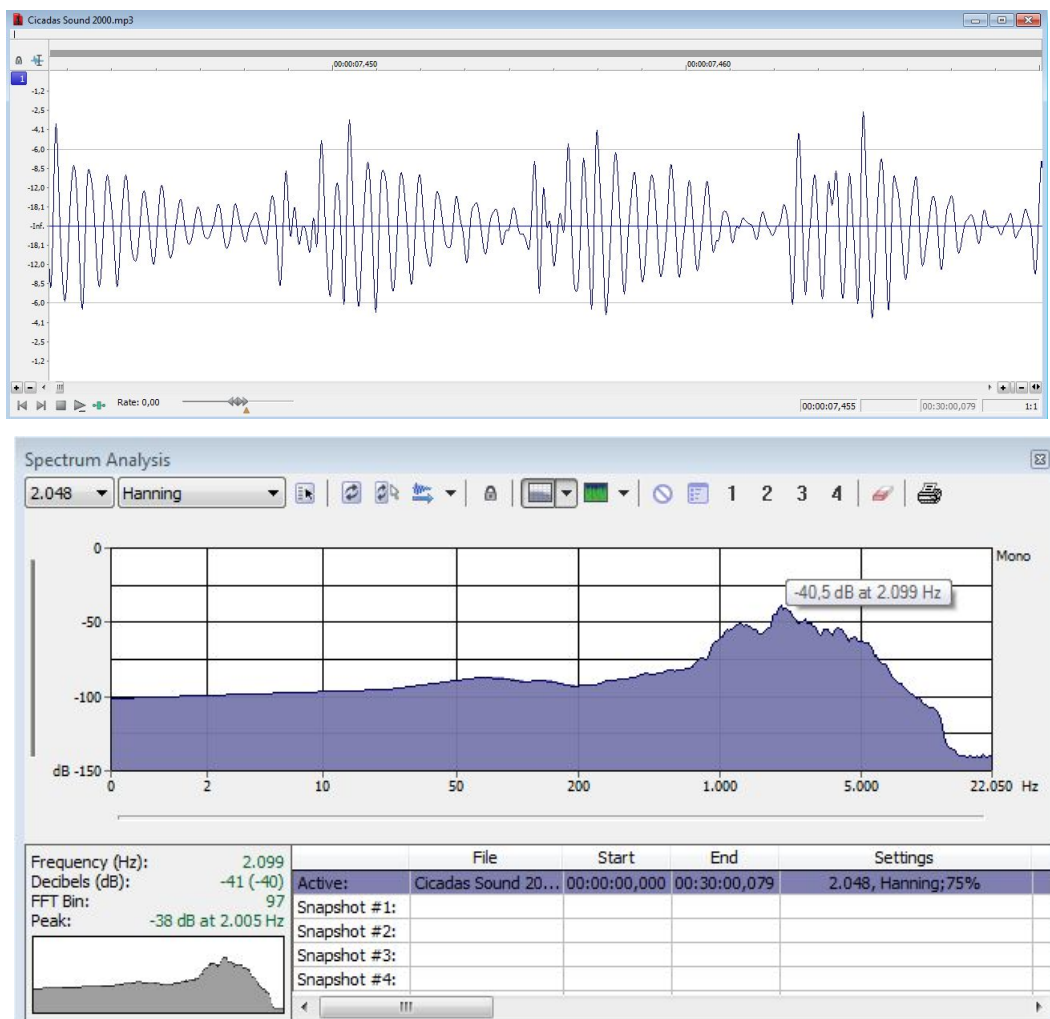 Cicadas Sound 2000.mp3
00:00:07,450 00:00:07,460
1
-1,2
-2,5
-4,1
-6.0
-8,5
-12.0
-18,1
-Inf.
-18,1
-12.0
-8,5
-6.0
-4,1
-2,5
-1,2
Rate: 0,00
00:00:07,455 00:30:00,079 1:1
Spectrum Analysis
2.048 Hanning 1 2 3 4
0 Mono
-40,5 dB at 2.099 Hz
-50
-100
dB -150
0 2 10 50 200 1.000 5.000 22.050 Hz
File Start End Settings
Frequency (Hz): 2.099
Decibels (dB): -41 (-40)
FFT Bin: 97
Peak: -38 dB at 2.005 Hz
Active: Cicadas Sound 20... 00:00:00,000 00:30:00,079 2.048, Hanning;75%
Snapshot #1:
Snapshot #2:
Snapshot #3:
Snapshot #4: